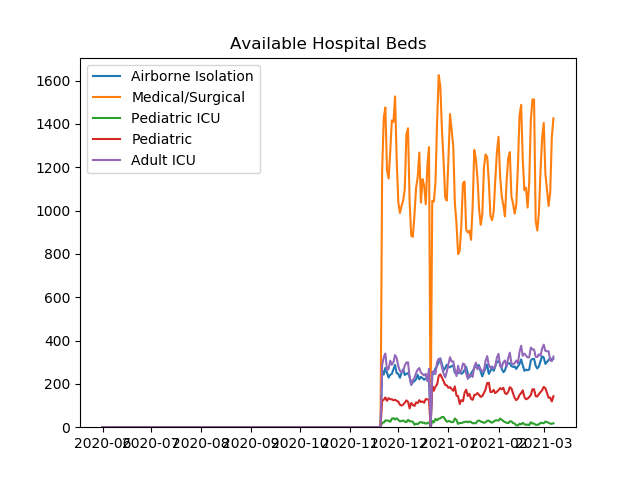 Available Hospital Beds
Airborne Isolation
Medical/Surgical
Pediatric ICU
Pediatric
Adult ICU
1600
1400
1200
1000
800
600
400
200
0
2020-06 2020-07 2020-08 2020-09 2020-10 2020-11 2020-12 2021-01 2021-02 2021-03